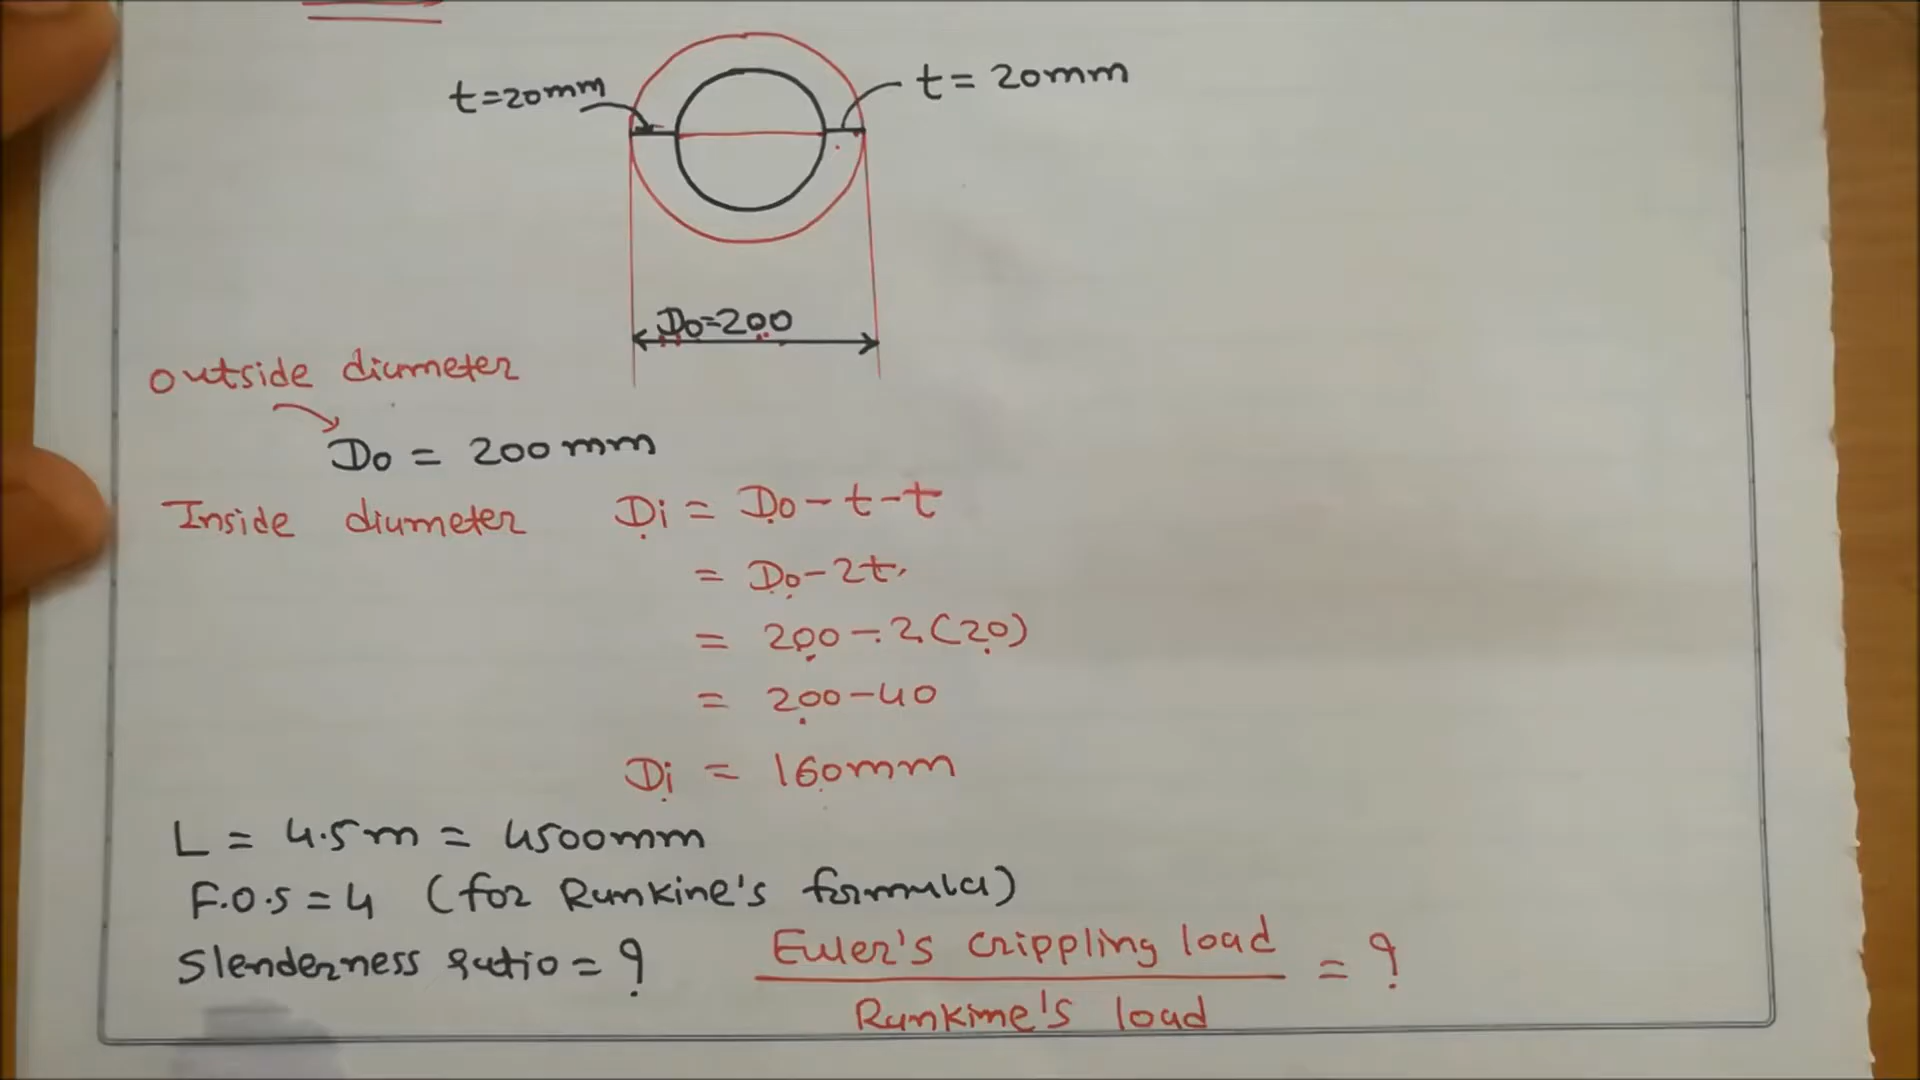 t=20mm
t= 20mm
Do=200
outside diameter
Do = 200mm
Inside diameter Di = Do-t-t
= Do-2t
= 200-2(20)
= 200-40
Di = 160mm
L = 4.5m = 4500mm
F.O.S=4 (for Rankine's formula)
Slenderness ratio = ? Euler's crippling load = ?
Rankine's load